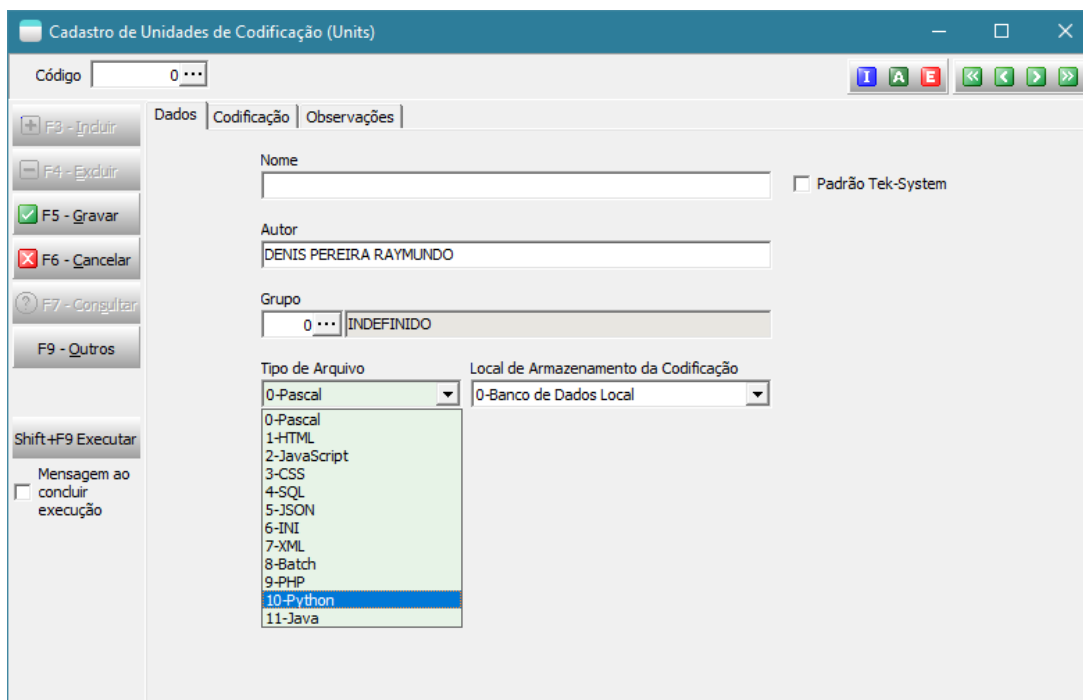 Cadastro de Unidades de Codificação (Units)
Código 0 ...
I A E
F3 - Incluir
F4 - Excluir
F5 - Gravar
F6 - Cancelar
F7 - Consultar
F9 - Outros
Shift+F9 Executar
Mensagem ao
concluir
execução
Dados Codificação Observações
Nome
Padrão Tek-System
Autor
DENIS PEREIRA RAYMUNDO
Grupo
0 ... INDEFINIDO
Tipo de Arquivo Local de Armazenamento da Codificação
0-Pascal 0-Banco de Dados Local
0-Pascal
1-HTML
2-JavaScript
3-CSS
4-SQL
5-JSON
6-INI
7-XML
8-Batch
9-PHP
10-Python
11-Java